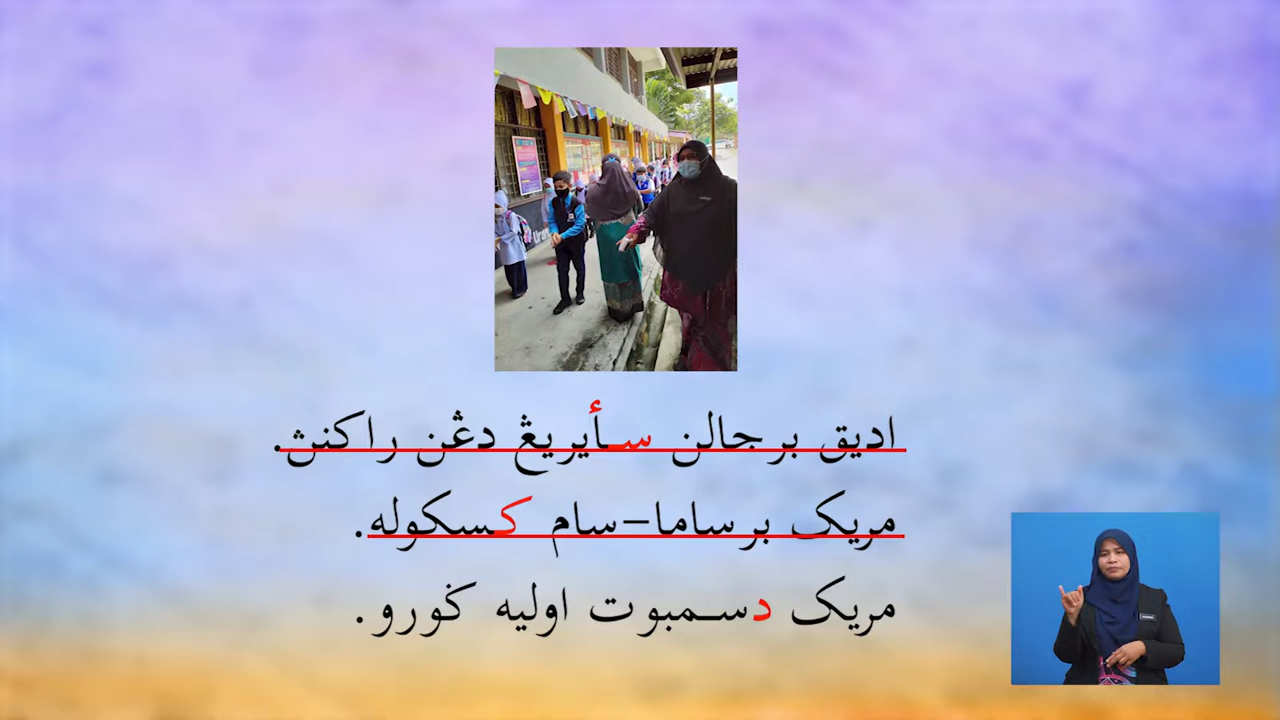 اديق برجالن سأيريڠ دڠن راکنڽ.
مريک برساما-سام کسکوله.
مريک دسمبوت اوليه ݢورو.